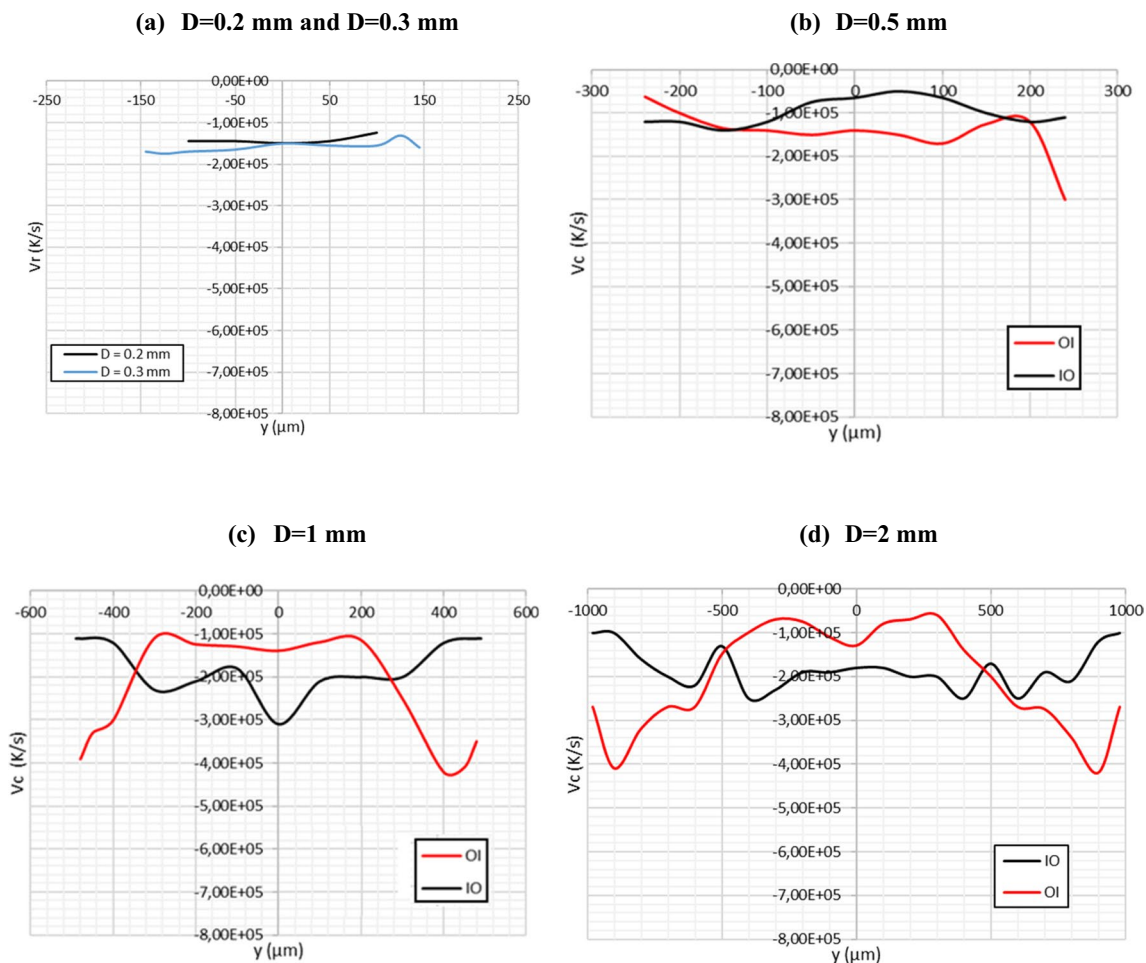 (a) D=0.2 mm and D=0.3 mm
0,00E+00
-250 -150 -50 50 150 250
-1,00E+05
-2,00E+05
-3,00E+05
-4,00E+05
-5,00E+05
-6,00E+05
-7,00E+05
-8,00E+05
Vr (K/s)
y (µm)
D = 0.2 mm
D = 0.3 mm
(b) D=0.5 mm
0,00E+00
-300 -200 -100 0 100 200 300
-1,00E+05
-2,00E+05
-3,00E+05
-4,00E+05
-5,00E+05
-6,00E+05
-7,00E+05
-8,00E+05
Vc (K/s)
y (µm)
OI
IO
(c) D=1 mm
0,00E+00
-600 -400 -200 0 200 400 600
-1,00E+05
-2,00E+05
-3,00E+05
-4,00E+05
-5,00E+05
-6,00E+05
-7,00E+05
-8,00E+05
Vc (K/s)
y (µm)
OI
IO
(d) D=2 mm
0,00E+00
-1000 -500 0 500 1000
-1,00E+05
-2,00E+05
-3,00E+05
-4,00E+05
-5,00E+05
-6,00E+05
-7,00E+05
-8,00E+05
Vc (K/s)
y (µm)
IO
OI